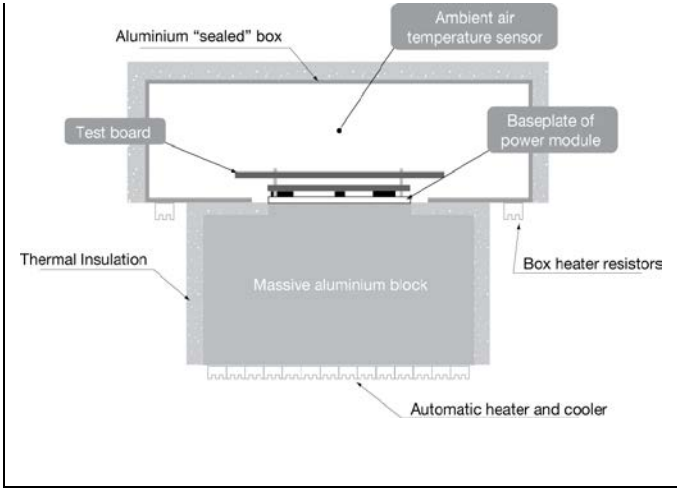 Ambient air
temperature sensor
Aluminium “sealed” box
Test board
Baseplate of
power module
Thermal Insulation
Box heater resistors
Massive aluminium block
Automatic heater and cooler